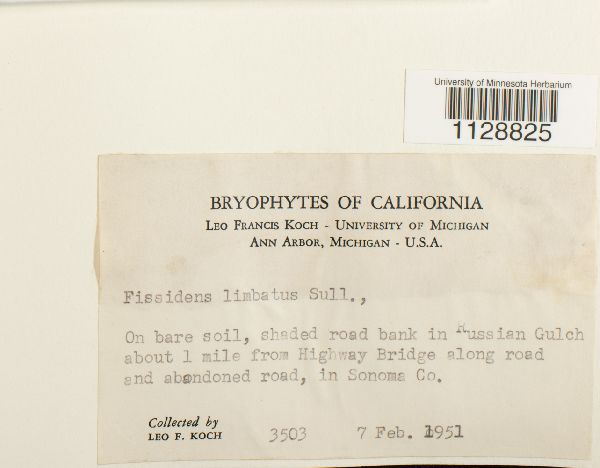 University of Minnesota Herbarium
1128825
BRYOPHYTES OF CALIFORNIA
LEO FRANCIS KOCH - UNIVERSITY OF MICHIGAN
ANN ARBOR, MICHIGAN - U.S.A.
Fissidens limbatus Sull.,
On bare soil, shaded road bank in Russian Gulch
about 1 mile from Highway Bridge along road
and abandoned road, in Sonoma Co.
Collected by
LEO F. KOCH 3503 7 Feb. 1951